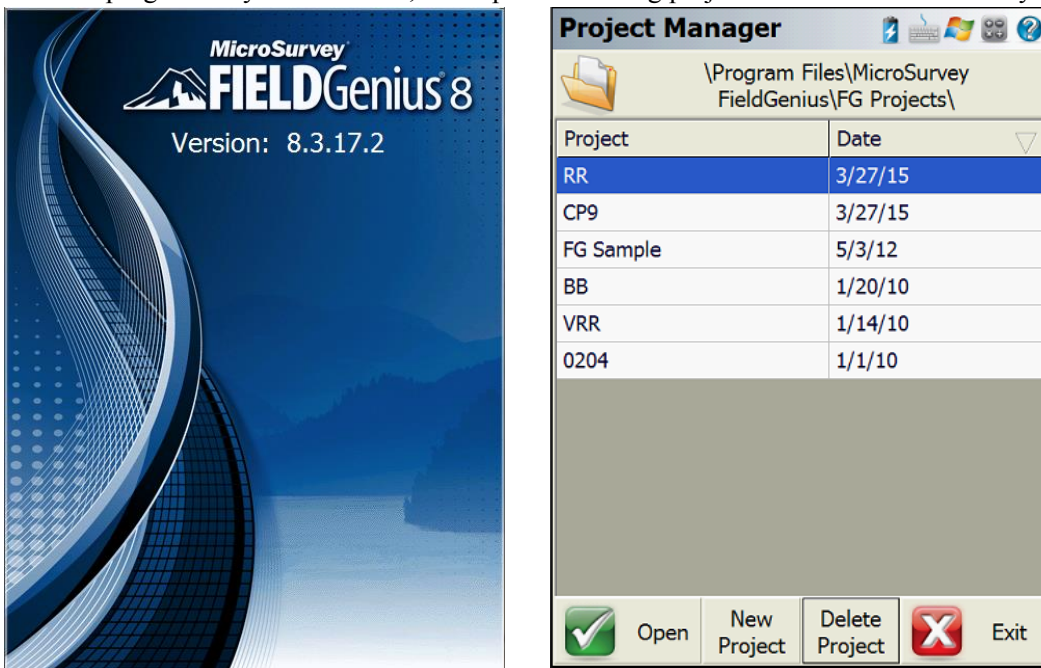 MicroSurvey
FIELDGenius 8
Version: 8.3.17.2
Project Manager
\Program Files\MicroSurvey
FieldGenius\FG Projects\
Project Date
RR 3/27/15
CP9 3/27/15
FG Sample 5/3/12
BB 1/20/10
VRR 1/14/10
0204 1/1/10
Open New Project Delete Project Exit